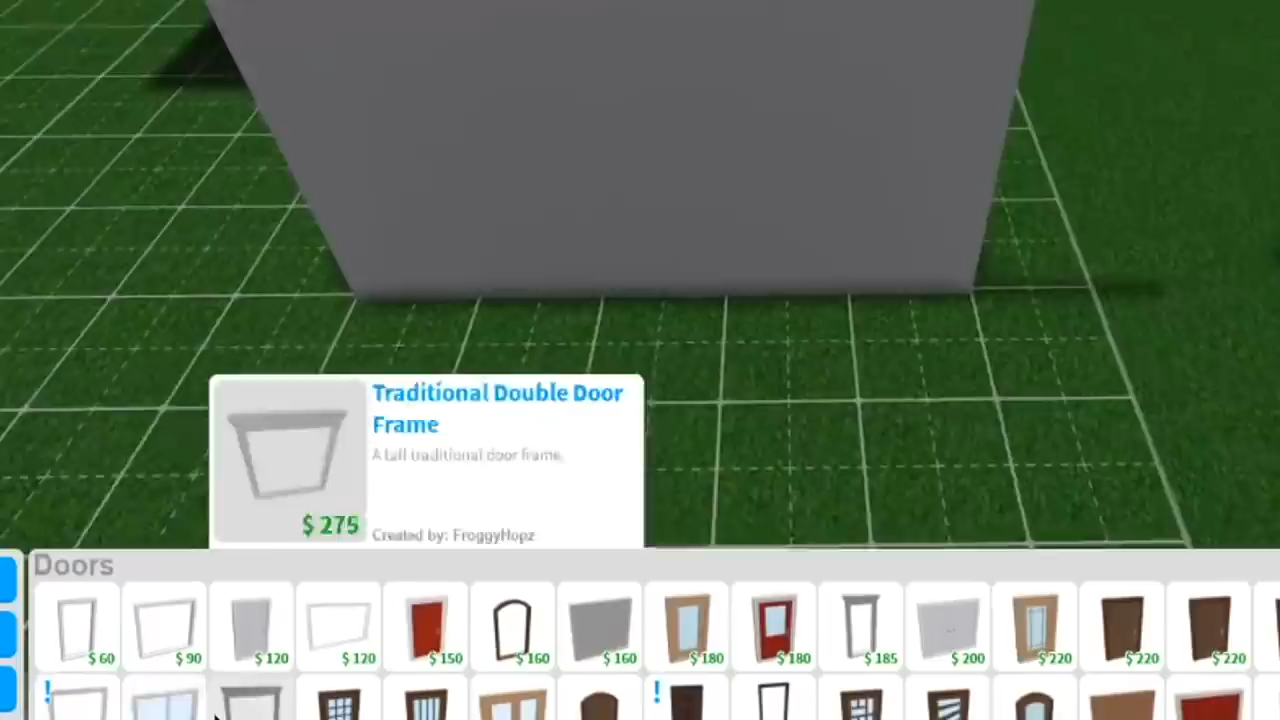 Traditional Double Door
Frame
A tall traditional door frame.
$ 275
Created by: FroggyHopz
Doors
$ 60 $ 90 $ 120 $ 120 $ 150 $ 160 $ 160 $ 180 $ 180 $ 185 $ 200 $ 220 $ 220 $ 220
! !